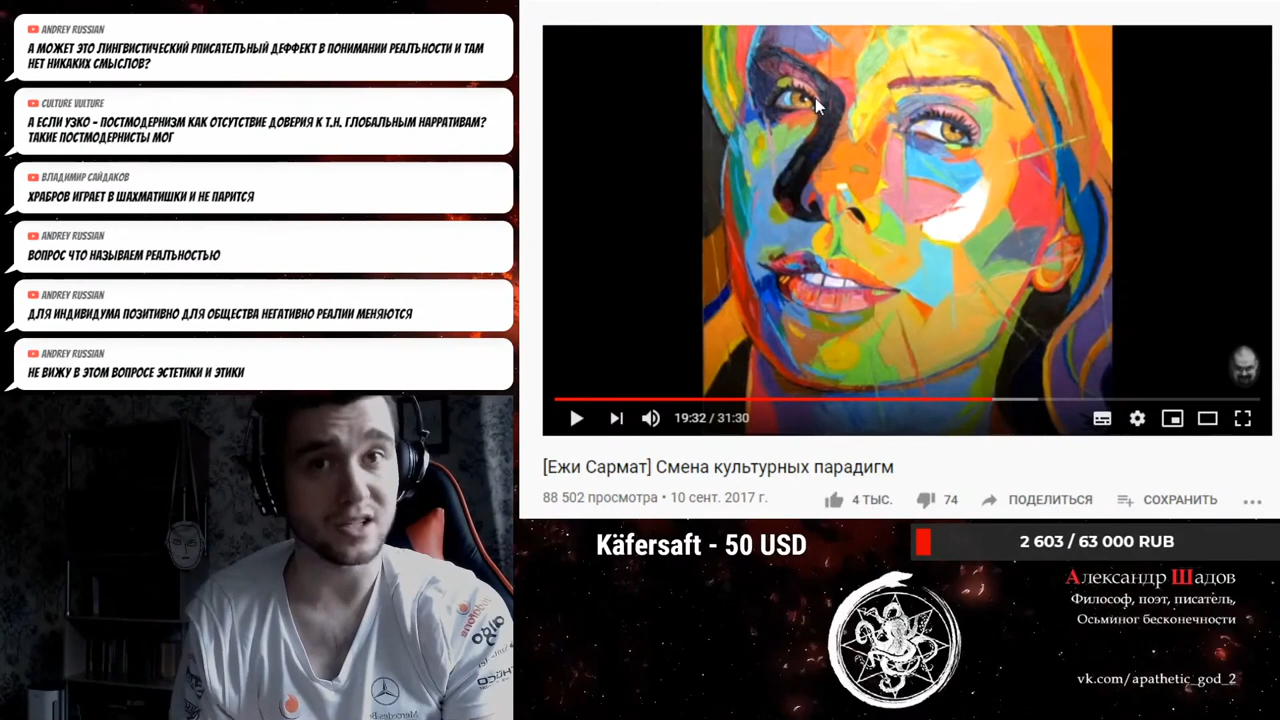 ANDREY RUSSIAN
А МОЖЕТ ЭТО ЛИНГВИСТИЧЕСКИЙ РПИСАТЕЛЬНЫЙ ДЕФФЕКТ В ПОНИМАНИИ РЕАЛЬНОСТИ И ТАМ
НЕТ НИКАКИХ СМЫСЛОВ?
CULTURE VULTURE
А ЕСЛИ УЗКО - ПОСТМОДЕРНИЗМ КАК ОТСУТСТВИЕ ДОВЕРИЯ К Т.Н. ГЛОБАЛЬНЫМ НАРРАТИВАМ?
ТАКИЕ ПОСТМОДЕРНИСТЫ МОГ
ВЛАДИМИР САЙДАКОВ
ХРАБРОВ ИГРАЕТ В ШАХМАТИШКИ И НЕ ПАРИТСЯ
ANDREY RUSSIAN
ВОПРОС ЧТО НАЗЫВАЕМ РЕАЛЬНОСТЬЮ
ANDREY RUSSIAN
ДЛЯ ИНДИВИДУМА ПОЗИТИВНО ДЛЯ ОБЩЕСТВА НЕГАТИВНО РЕАЛИИ МЕНЯЮТСЯ
ANDREY RUSSIAN
НЕ ВИЖУ В ЭТОМ ВОПРОСЕ ЭСТЕТИКИ И ЭТИКИ
19:32 / 31:30
[Ежи Сармат] Смена культурных парадигм
88 502 просмотра • 10 сент. 2017 г.
4 ТЫС.
74
ПОДЕЛИТЬСЯ
СОХРАНИТЬ
Käfersaft - 50 USD
2 603 / 63 000 RUB
Александр Шадов
Философ, поэт, писатель,
Осьминог бесконечности
vk.com/apathetic_god_2